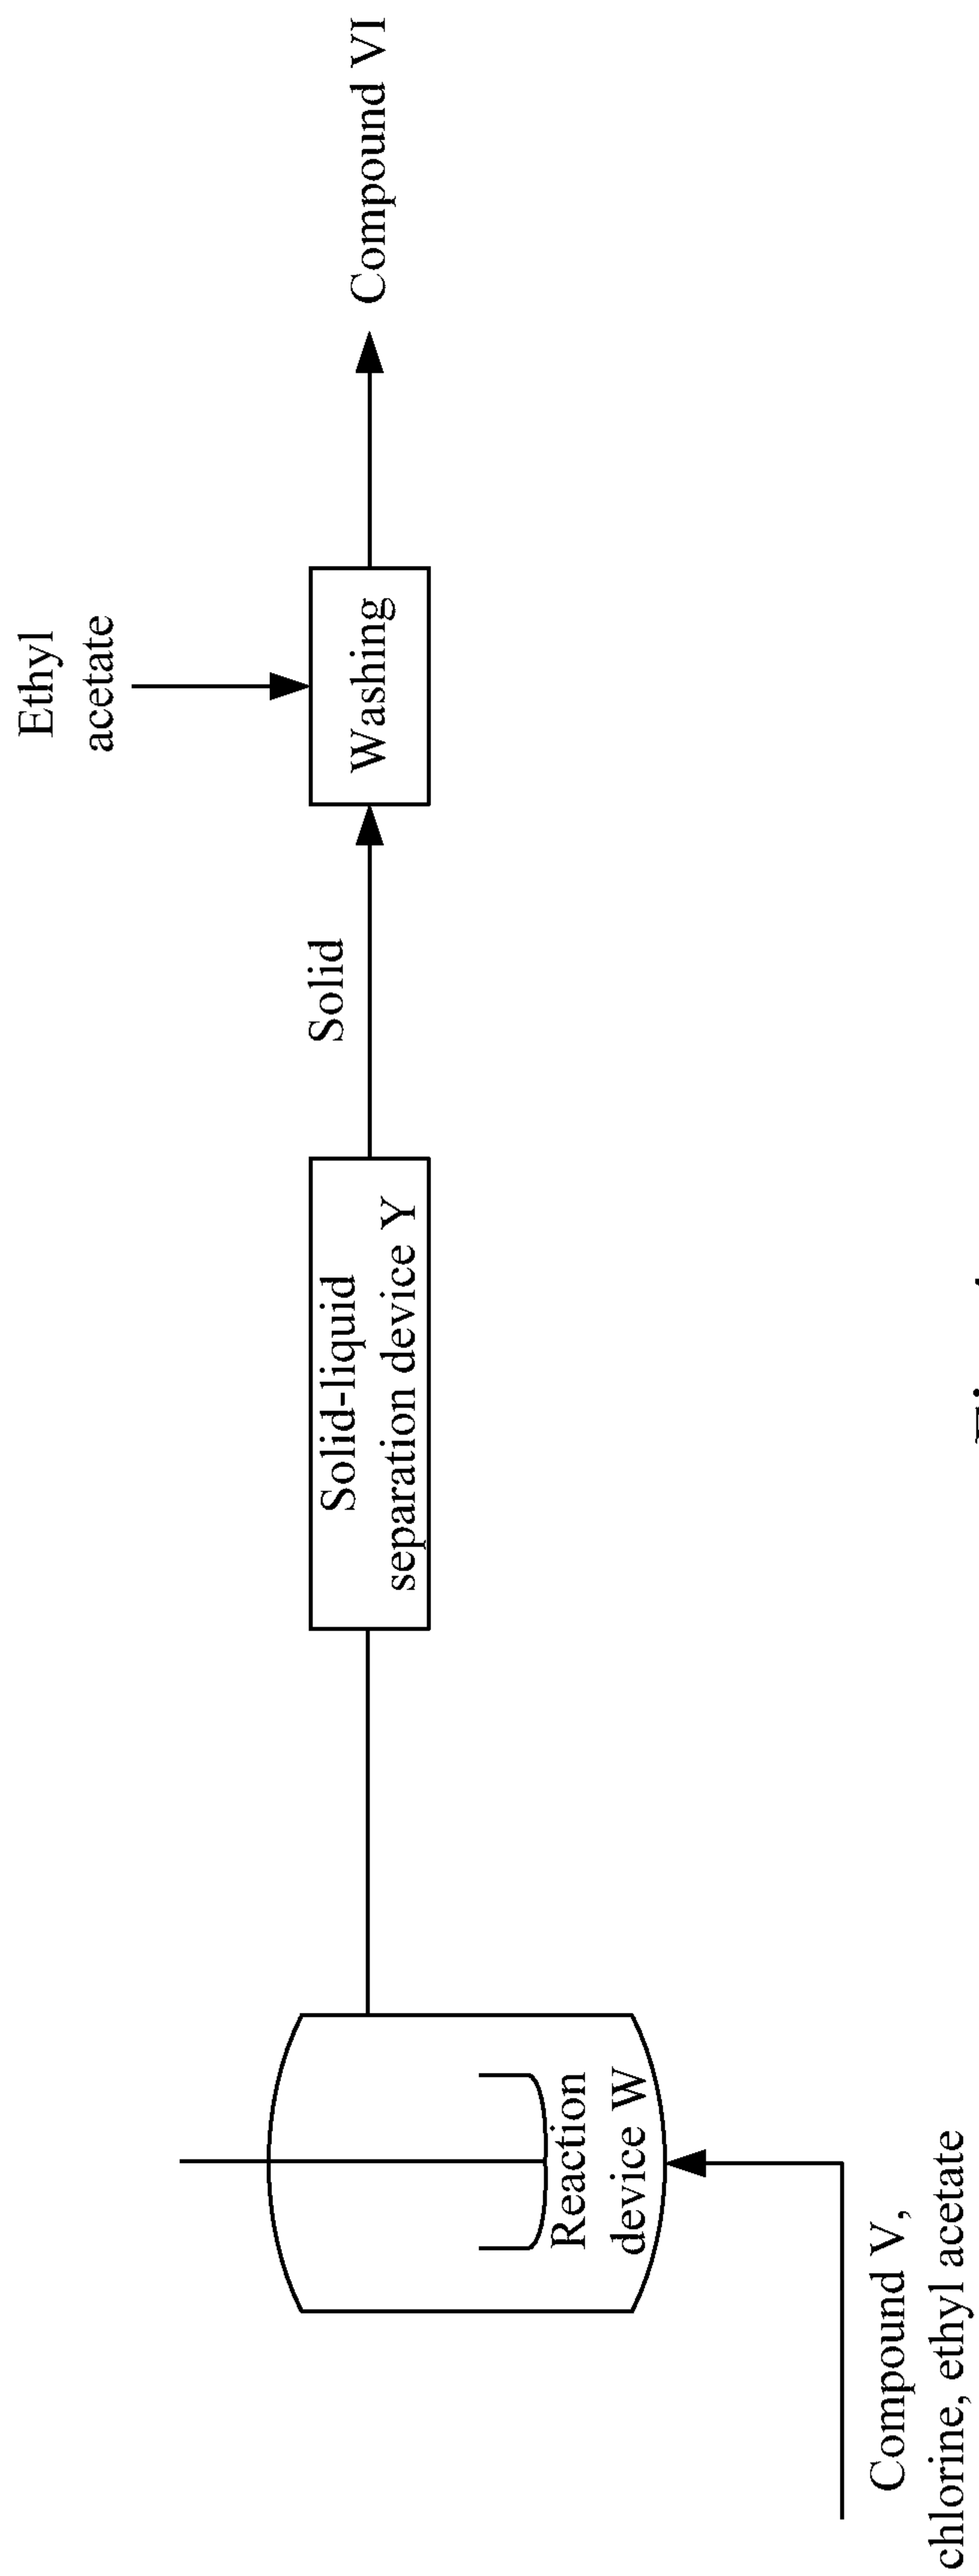 Compound V,
chlorine, ethyl acetate
Reaction
device W
Solid-liquid
separation device Y
Solid
Ethyl
acetate
Washing
Compound VI